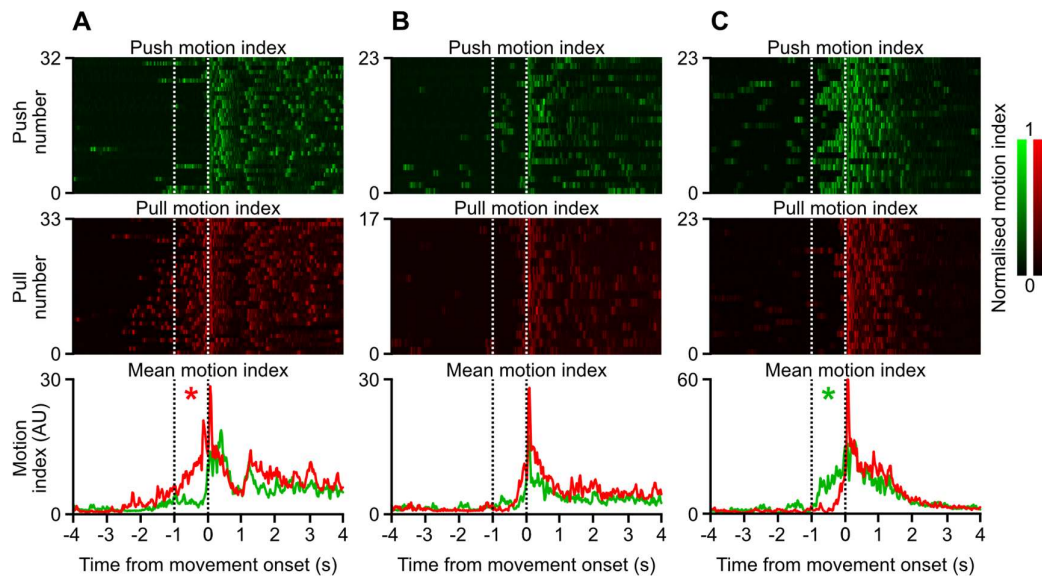 A B C
Push motion index Push motion index Push motion index
32 23 23
Push
number
0 0 0
Pull motion index Pull motion index Pull motion index
33 17 23
Pull
number
0 0 0
Normalised motion index
1
0
Mean motion index Mean motion index Mean motion index
30 30 60
* *
Motion
index (AU)
0 0 0
-4 -3 -2 -1 0 1 2 3 4 -4 -3 -2 -1 0 1 2 3 4 -4 -3 -2 -1 0 1 2 3 4
Time from movement onset (s) Time from movement onset (s) Time from movement onset (s)